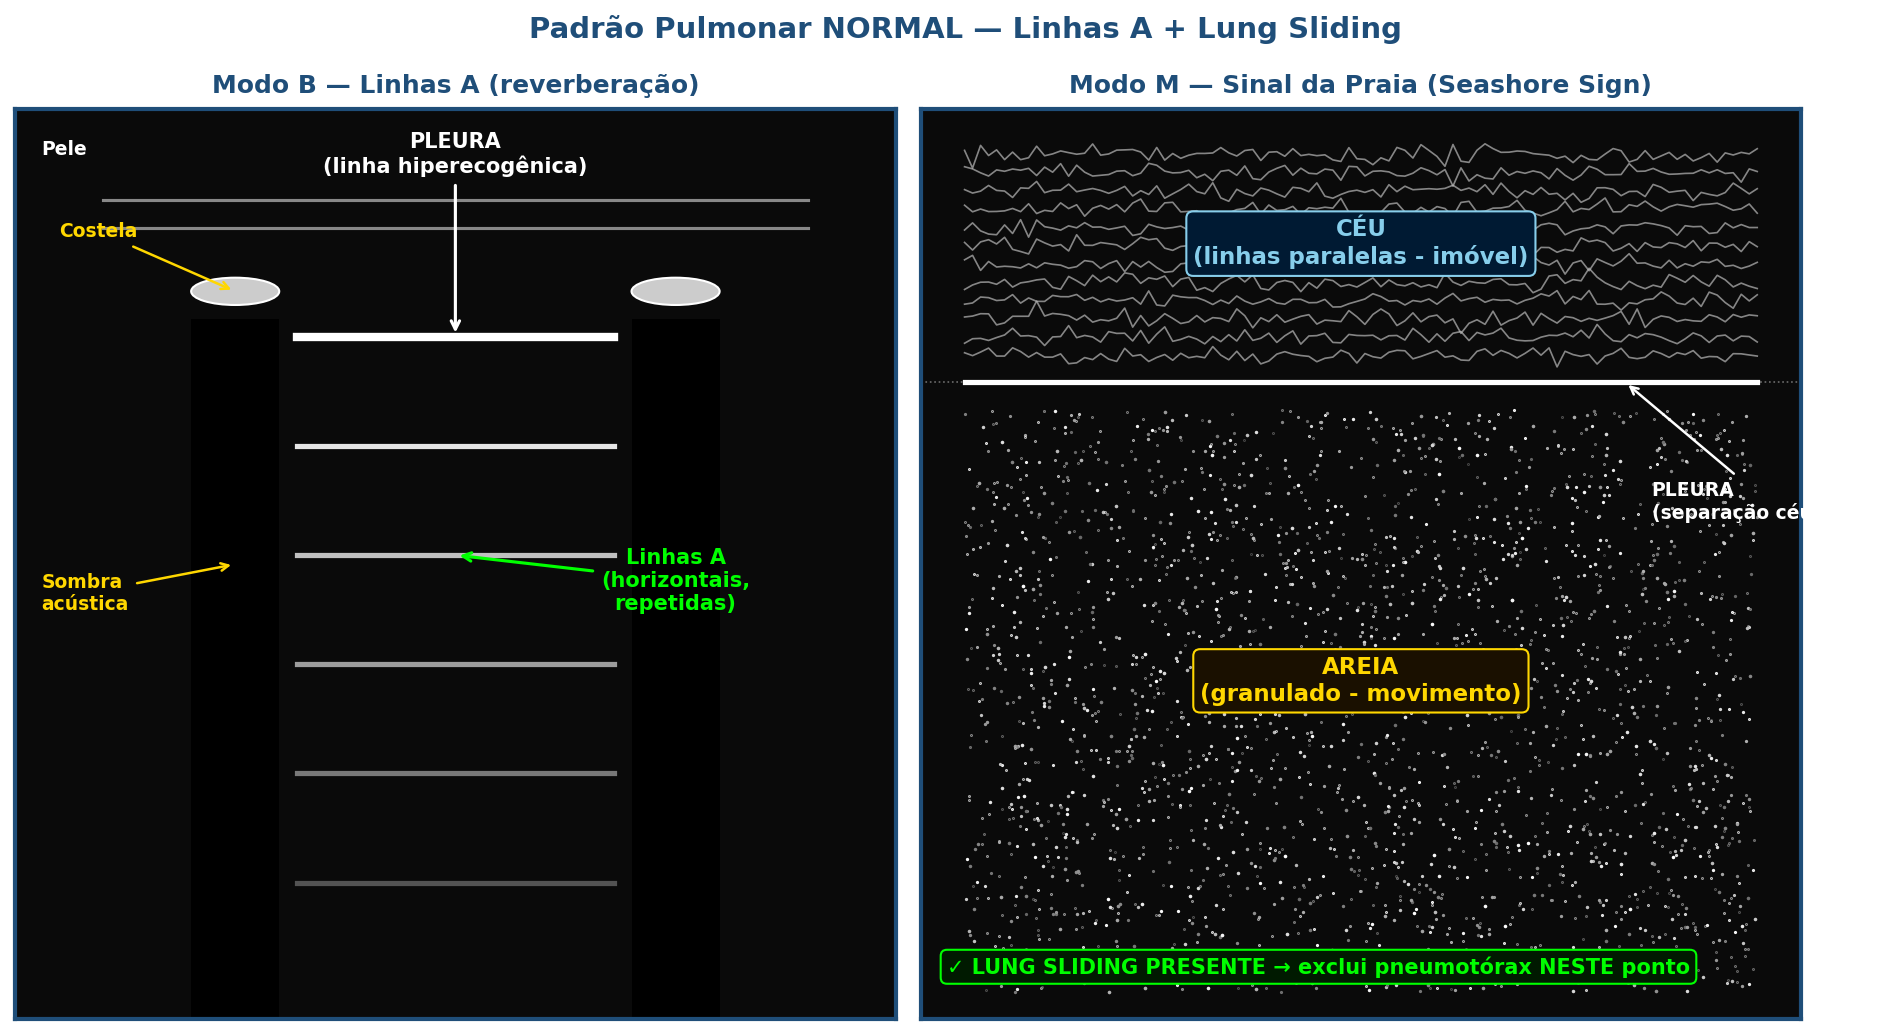 Padrão Pulmonar NORMAL — Linhas A + Lung Sliding
Modo B — Linhas A (reverberação)
Pele
PLEURA
(linha hiperecogênica)
Costela
Sombra
acústica
Linhas A
(horizontais,
repetidas)
Modo M — Sinal da Praia (Seashore Sign)
CÉU
(linhas paralelas - imóvel)
PLEURA
(separação céu
AREIA
(granulado - movimento)
✓ LUNG SLIDING PRESENTE → exclui pneumotórax NESTE ponto